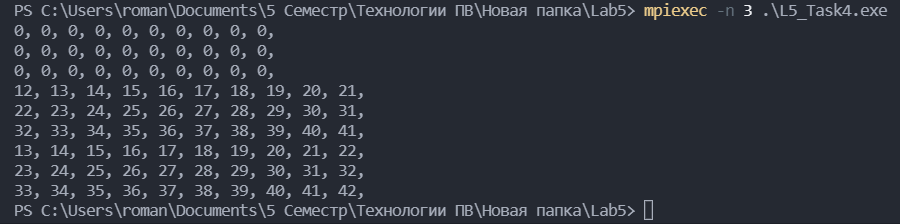 PS C:\Users\roman\Documents\5 Семестр\Технологии ПВ\Новая папка\Lab5> mpiexec -n 3 .\L5_Task4.exe
0, 0, 0, 0, 0, 0, 0, 0, 0, 0,
0, 0, 0, 0, 0, 0, 0, 0, 0, 0,
0, 0, 0, 0, 0, 0, 0, 0, 0, 0,
12, 13, 14, 15, 16, 17, 18, 19, 20, 21,
22, 23, 24, 25, 26, 27, 28, 29, 30, 31,
32, 33, 34, 35, 36, 37, 38, 39, 40, 41,
13, 14, 15, 16, 17, 18, 19, 20, 21, 22,
23, 24, 25, 26, 27, 28, 29, 30, 31, 32,
33, 34, 35, 36, 37, 38, 39, 40, 41, 42,
PS C:\Users\roman\Documents\5 Семестр\Технологии ПВ\Новая папка\Lab5>